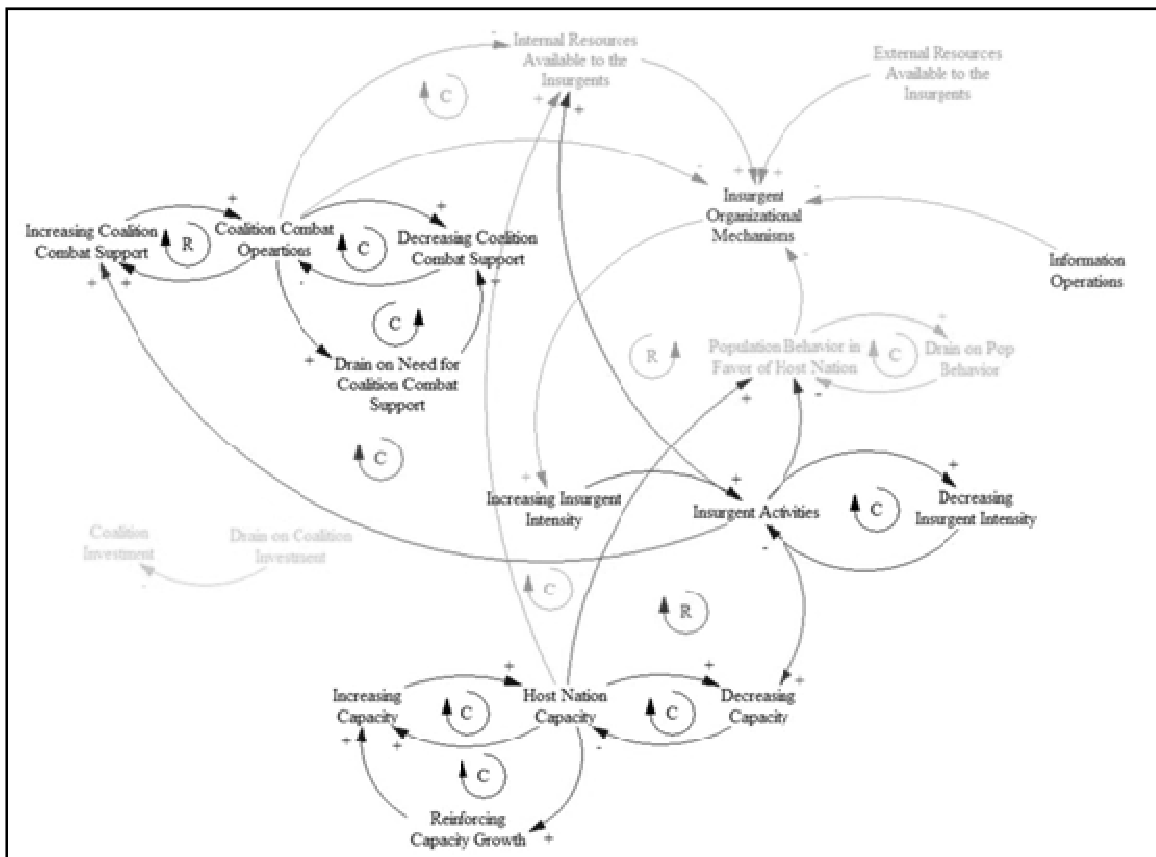 Internal Resources
Available to the
Insurgents
External Resources
Available to the
Insurgents
C
Insurgent
Organizational
Mechanisms
Increasing Coalition
Combat Support
R
Coalition Combat
Opeartions
C
Decreasing Coalition
Combat Support
Information
Operations
C
Drain on Need for
Coalition Combat
Support
R
Population Behavior in
Favor of Host Nation
C
Drain on Pop
Behavior
C
Increasing Insurgent
Intensity
Insurgent Activities
C
Decreasing
Insurgent Intensity
Coalition
Investment
Drain on Coalition
Investment
C
R
Increasing
Capacity
C
Host Nation
Capacity
C
Decreasing
Capacity
C
Reinforcing
Capacity Growth